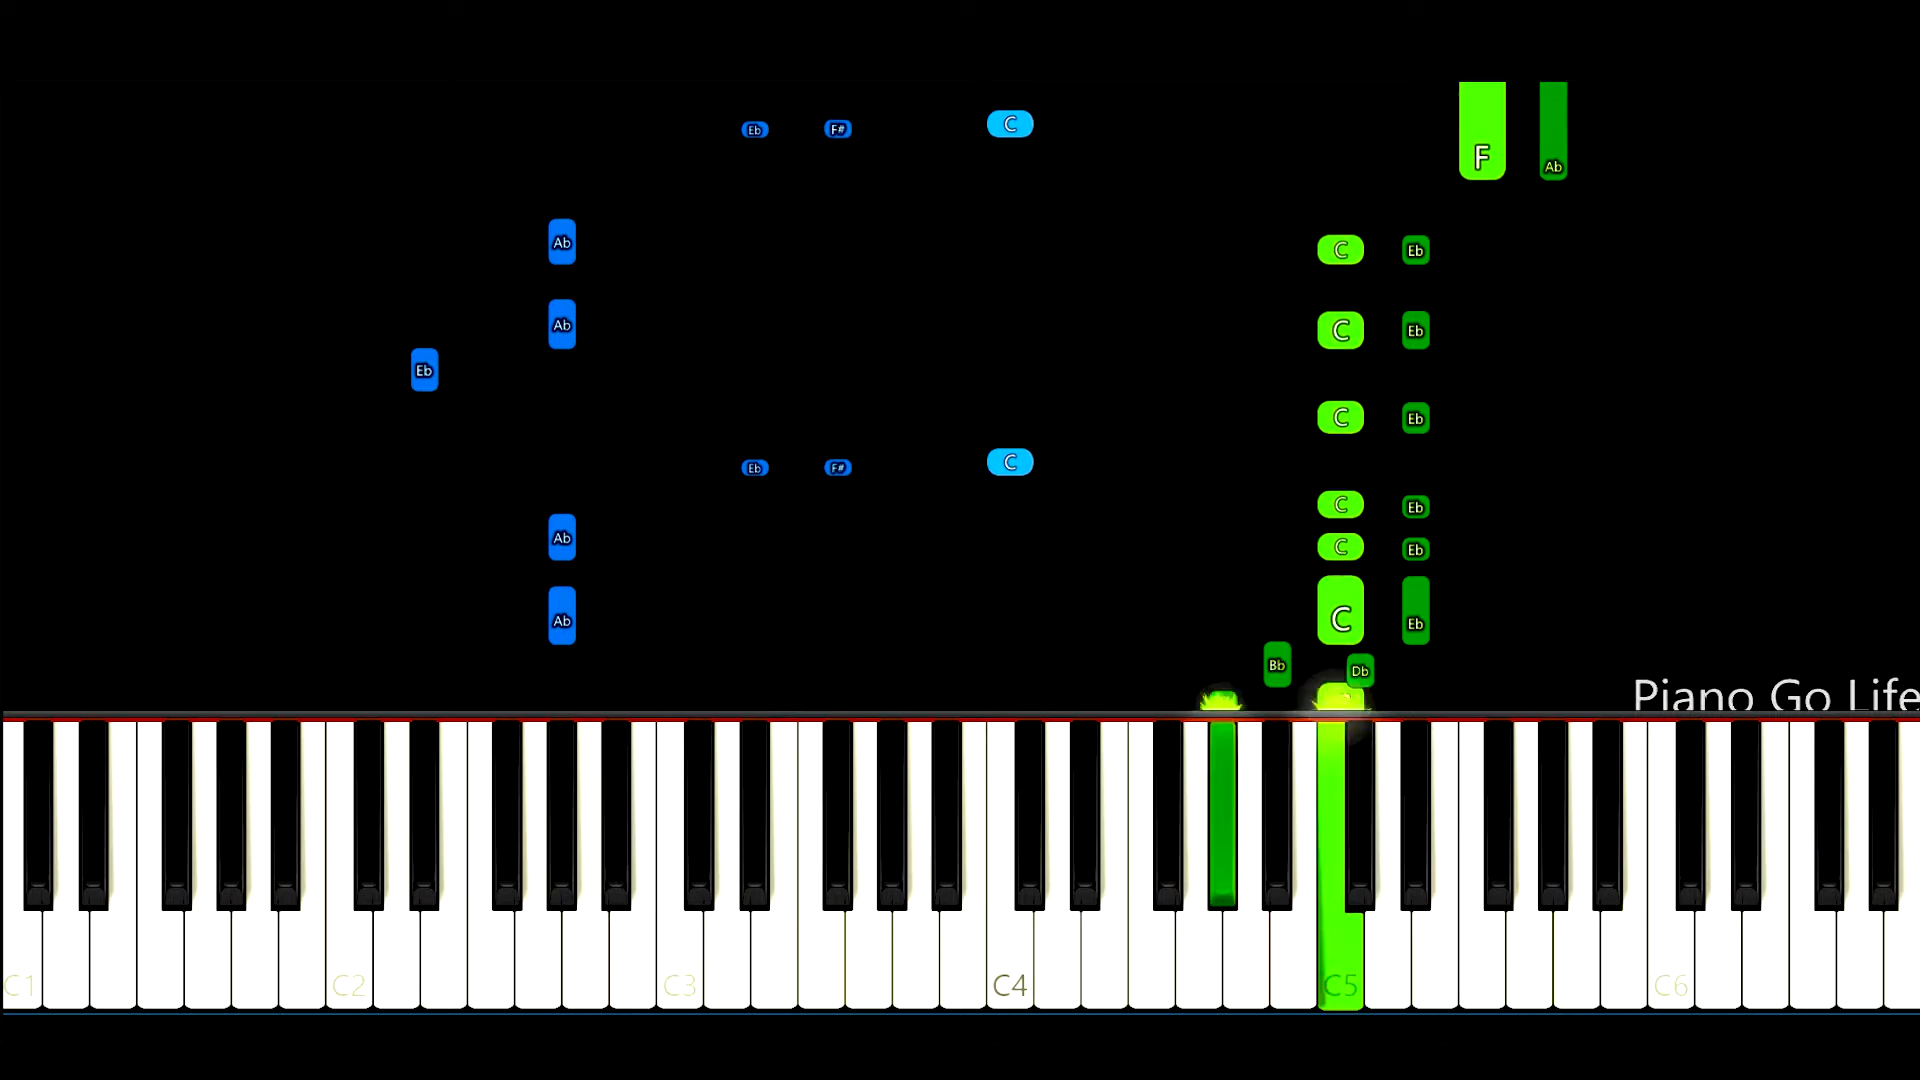 Eb F# C F Ab
Ab C Eb
Ab C Eb
Eb
C Eb
Eb F# C
C Eb
Ab C Eb
Ab C Eb
Bb Db
Piano Go Life
C1 C2 C3 C4 C5 C6